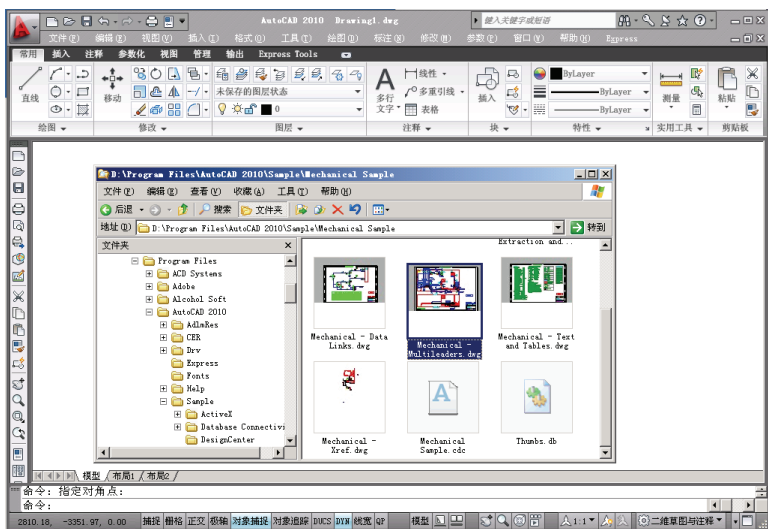 AutoCAD 2010 Drawing1.dwg
键入关键字或短语
文件(F) 编辑(E) 视图(V) 插入(I) 格式(O) 工具(T) 绘图(D) 标注(N) 修改(M) 参数(P) 窗口(W) 帮助(H) Egpress
常用 插入 注释 参数化 视图 管理 输出 Express Tools
直线 移动 未保存的图层状态 0 A 多行文字 线性 多重引线 表格 插入 ByLayer ByLayer ByLayer 测量 粘贴
绘图 修改 图层 注释 块 特性 实用工具 剪贴板
D:\Program Files\AutoCAD 2010\Sample\Mechanical Sample
文件(F) 编辑(E) 查看(V) 收藏(A) 工具(T) 帮助(H)
后退 搜索 文件夹
地址(D) D:\Program Files\AutoCAD 2010\Sample\Mechanical Sample 转到
文件夹
Program Files
ACD Systems
Adobe
Alcohol Soft
AutoCAD 2010
AdlmRes
CER
Drv
Express
Fonts
Help
Sample
ActiveX
Database Connectivi
DesignCenter
Extraction and...
Mechanical - Data Links.dwg
Mechanical - Multileaders.dwg
Mechanical - Text and Tables.dwg
Mechanical - Xref.dwg
Mechanical Sample.cdc
Thumbs.db
模型 布局1 布局2
命令: 指定对角点:
命令:
2810.18, -3351.97, 0.00 捕捉 栅格 正交 极轴 对象捕捉 对象追踪 DUCS DYN 线宽 QP 模型 1:1 二维草图与注释